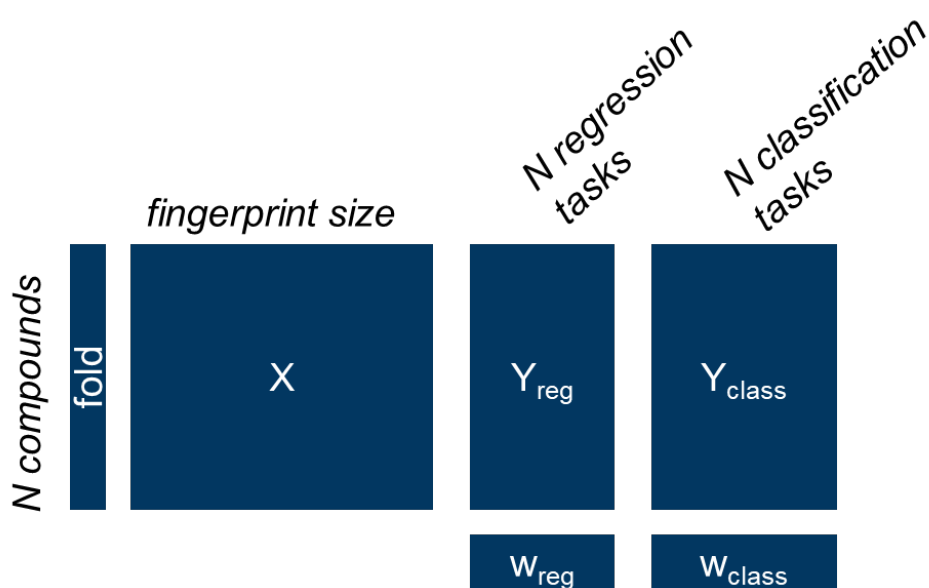 N regression
tasks
N classification
tasks
fingerprint size
N compounds
fold
X
Yreg
Yclass
wreg
wclass